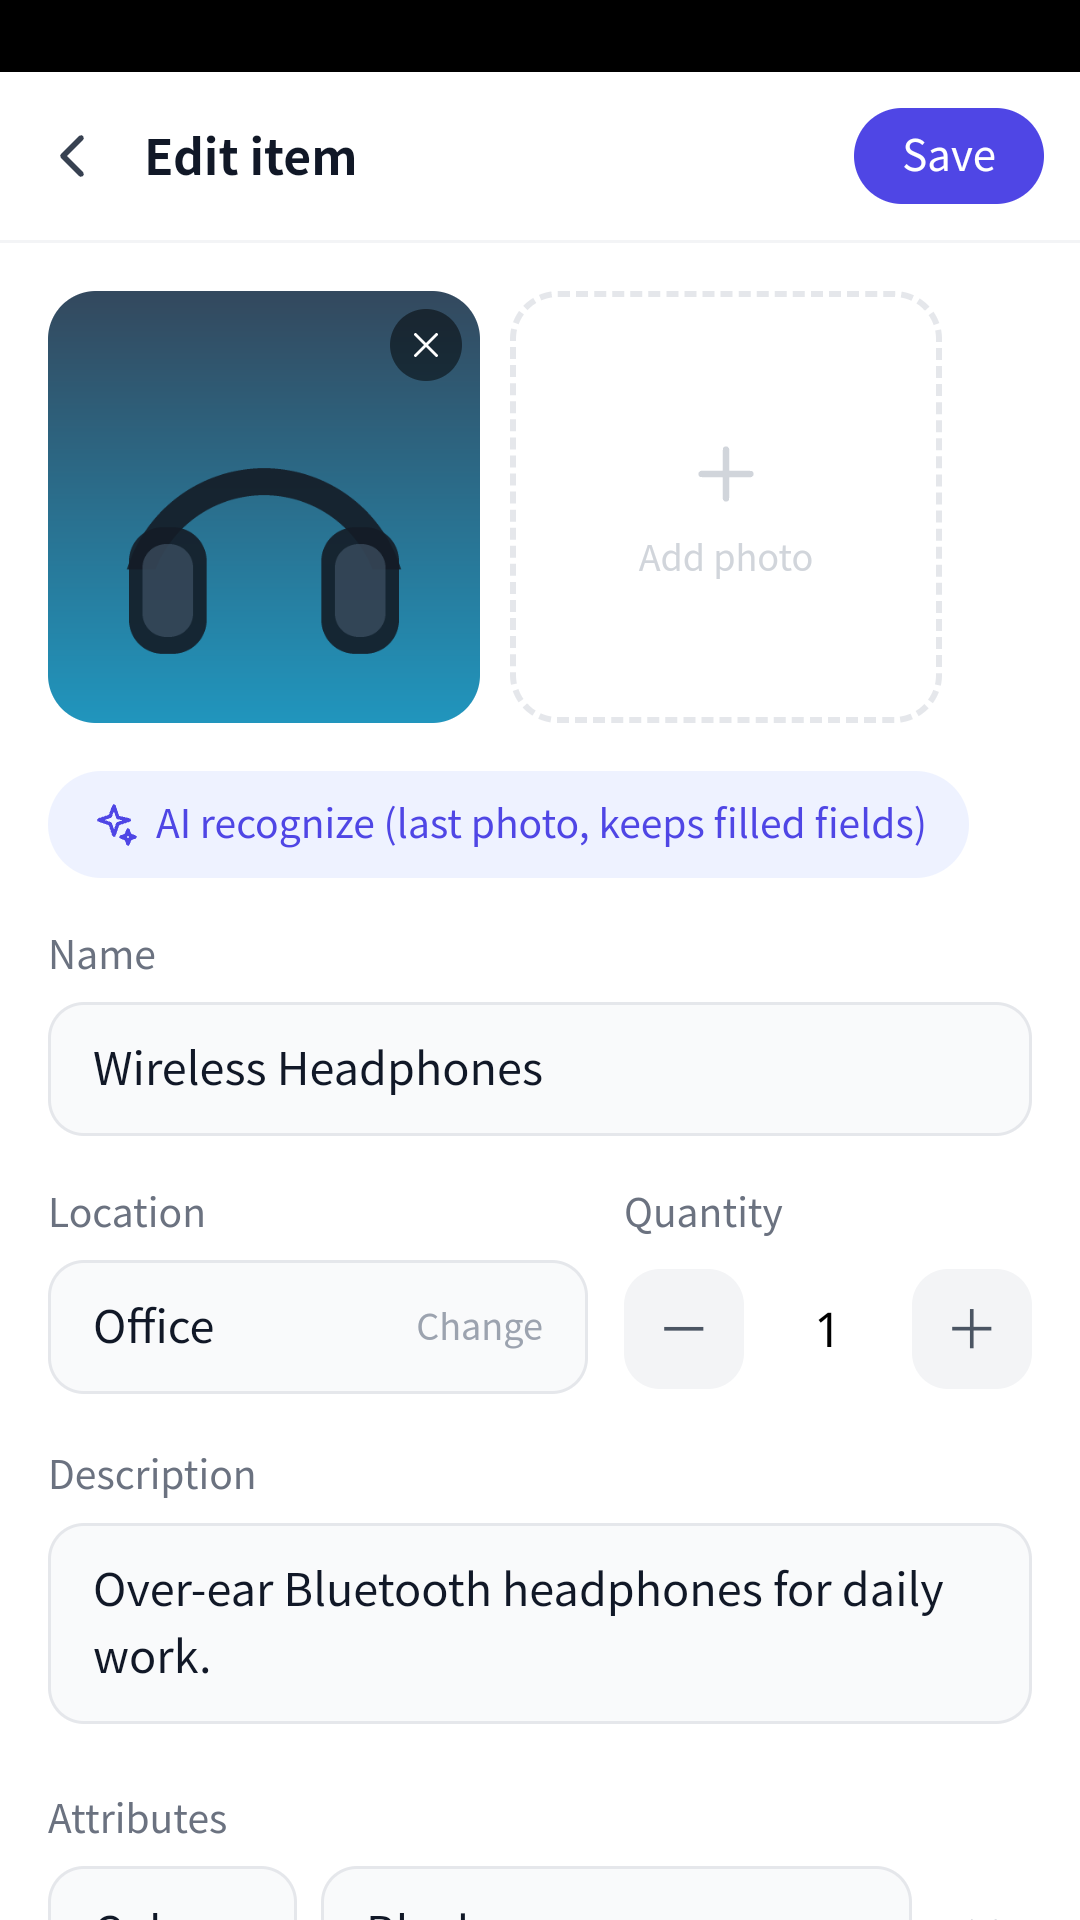 Edit item
Save
Add photo
AI recognize (last photo, keeps filled fields)
Name
Wireless Headphones
Location
Quantity
Office
Change
1
Description
Over-ear Bluetooth headphones for daily
work.
Attributes